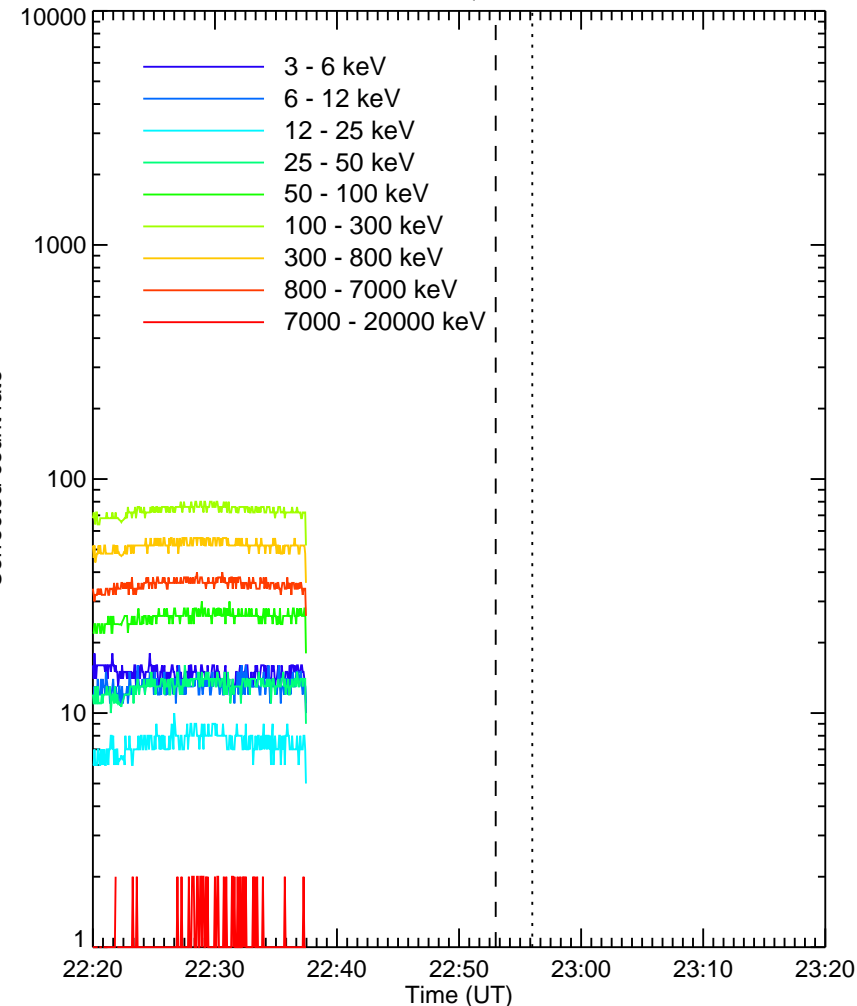 10000
3 - 6 keV
6 - 12 keV
12 - 25 keV
25 - 50 keV
50 - 100 keV
100 - 300 keV
300 - 800 keV
800 - 7000 keV
7000 - 20000 keV
1000
100
10
1
22:20 22:30 22:40 22:50 23:00 23:10 23:20
Time (UT)